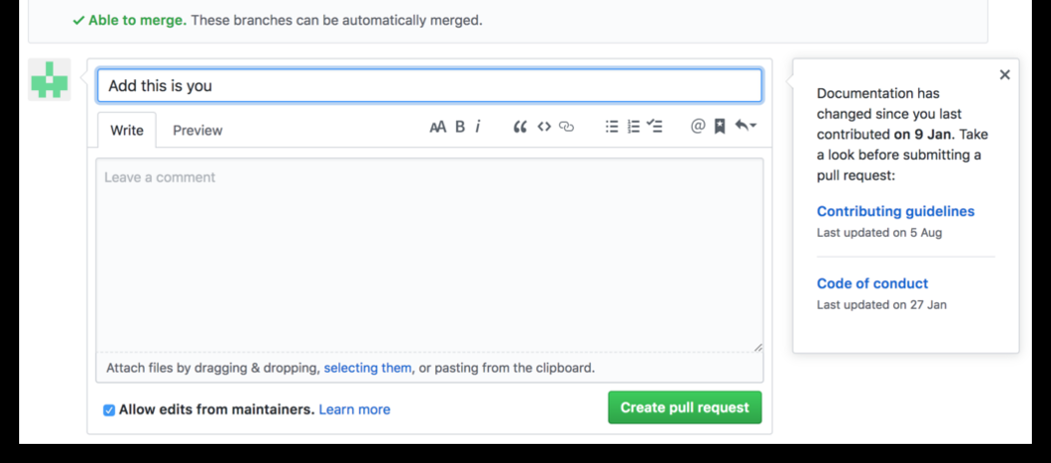 Able to merge. These branches can be automatically merged.
Add this is you
Write Preview
AA B i “ <> @
Leave a comment
Attach files by dragging & dropping, selecting them, or pasting from the clipboard.
Allow edits from maintainers. Learn more
Create pull request
Documentation has
changed since you last
contributed on 9 Jan. Take
a look before submitting a
pull request:
Contributing guidelines
Last updated on 5 Aug
Code of conduct
Last updated on 27 Jan